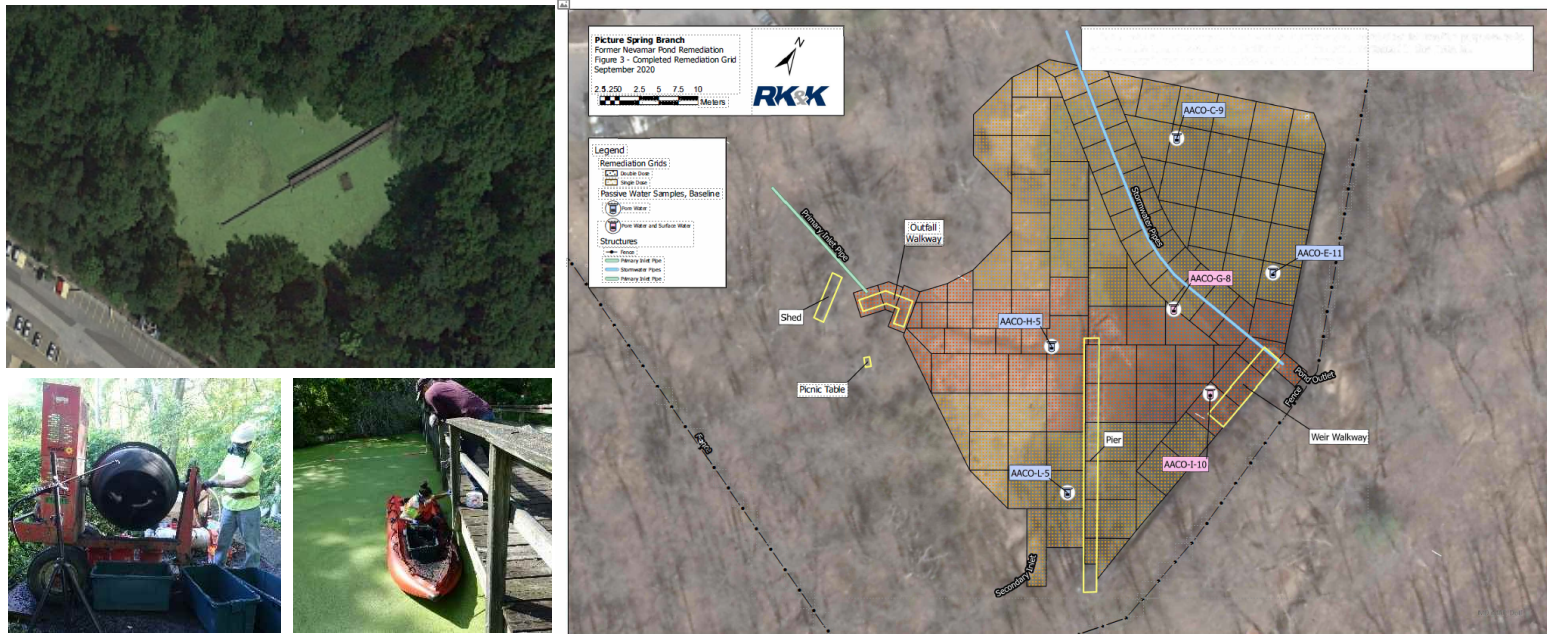 Picture Spring Branch
Former Nevamar Pond Remediation
Figure 3 - Completed Remediation Grid
September 2020
2.5 1.25 0 2.5 5 7.5 10
Meters
RK&K
Legend
Remediation Grids
Double Dose
Single Dose
Passive Water Samples, Baseline
Pore Water
Pore Water and Surface Water
Structures
Fence
Primary Inlet Pipe
Stormwater Pipes
Primary Inlet Pipe
AACO-C-9
Primary Inlet Pipe
Stormwater Pipes
Outfall
Walkway
AACO-E-11
AACO-G-8
Shed
AACO-H-5
Picnic Table
Pond Outlet
Fence
Weir Walkway
Pier
Fence
AACO-I-10
AACO-L-5
Secondary Inlet